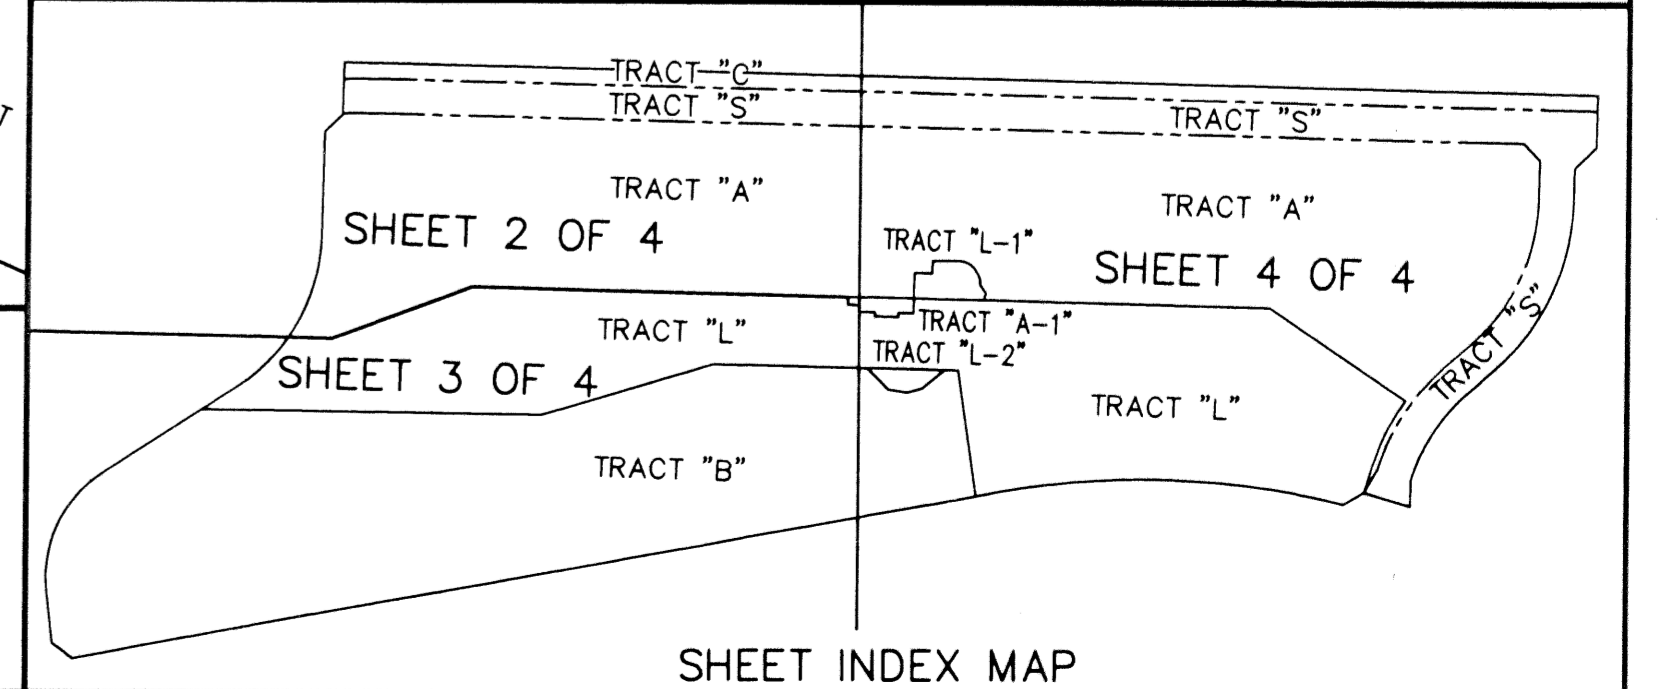 TRACT "C"
TRACT "S"
TRACT "S"
TRACT "A"
TRACT "A"
SHEET 2 OF 4
TRACT "L-1"
SHEET 4 OF 4
TRACT "L"
TRACT "A-1"
TRACT "L-2"
TRACT "S"
SHEET 3 OF 4
TRACT "L"
TRACT "B"
SHEET INDEX MAP